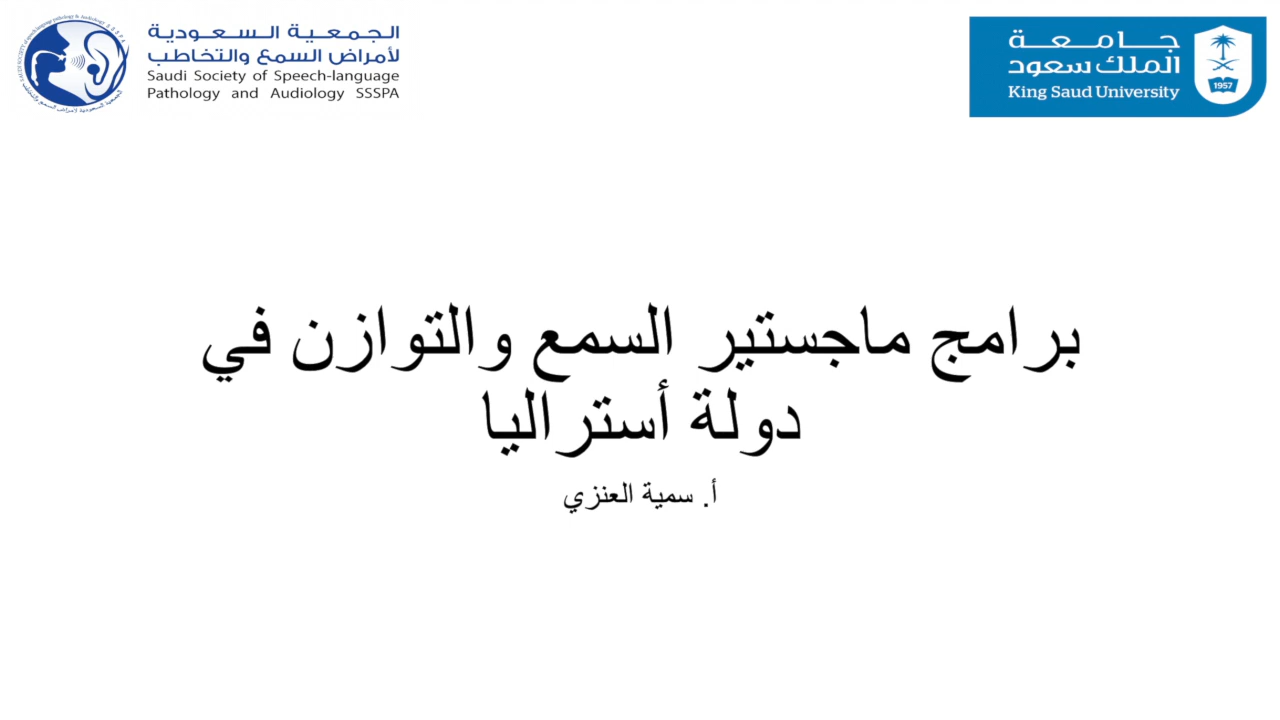 الجمعية السعودية
لأمراض السمع والتخاطب
Saudi Society of Speech-language
Pathology and Audiology SSSPA
جامعة
الملك سعود
King Saud University
1957
برامج ماجستير السمع والتوازن في
دولة أستراليا
أ. سمية العنزي